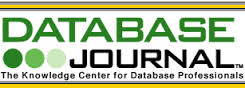 DATABASE
JOURNAL™
The Knowledge Center for Database Professionals